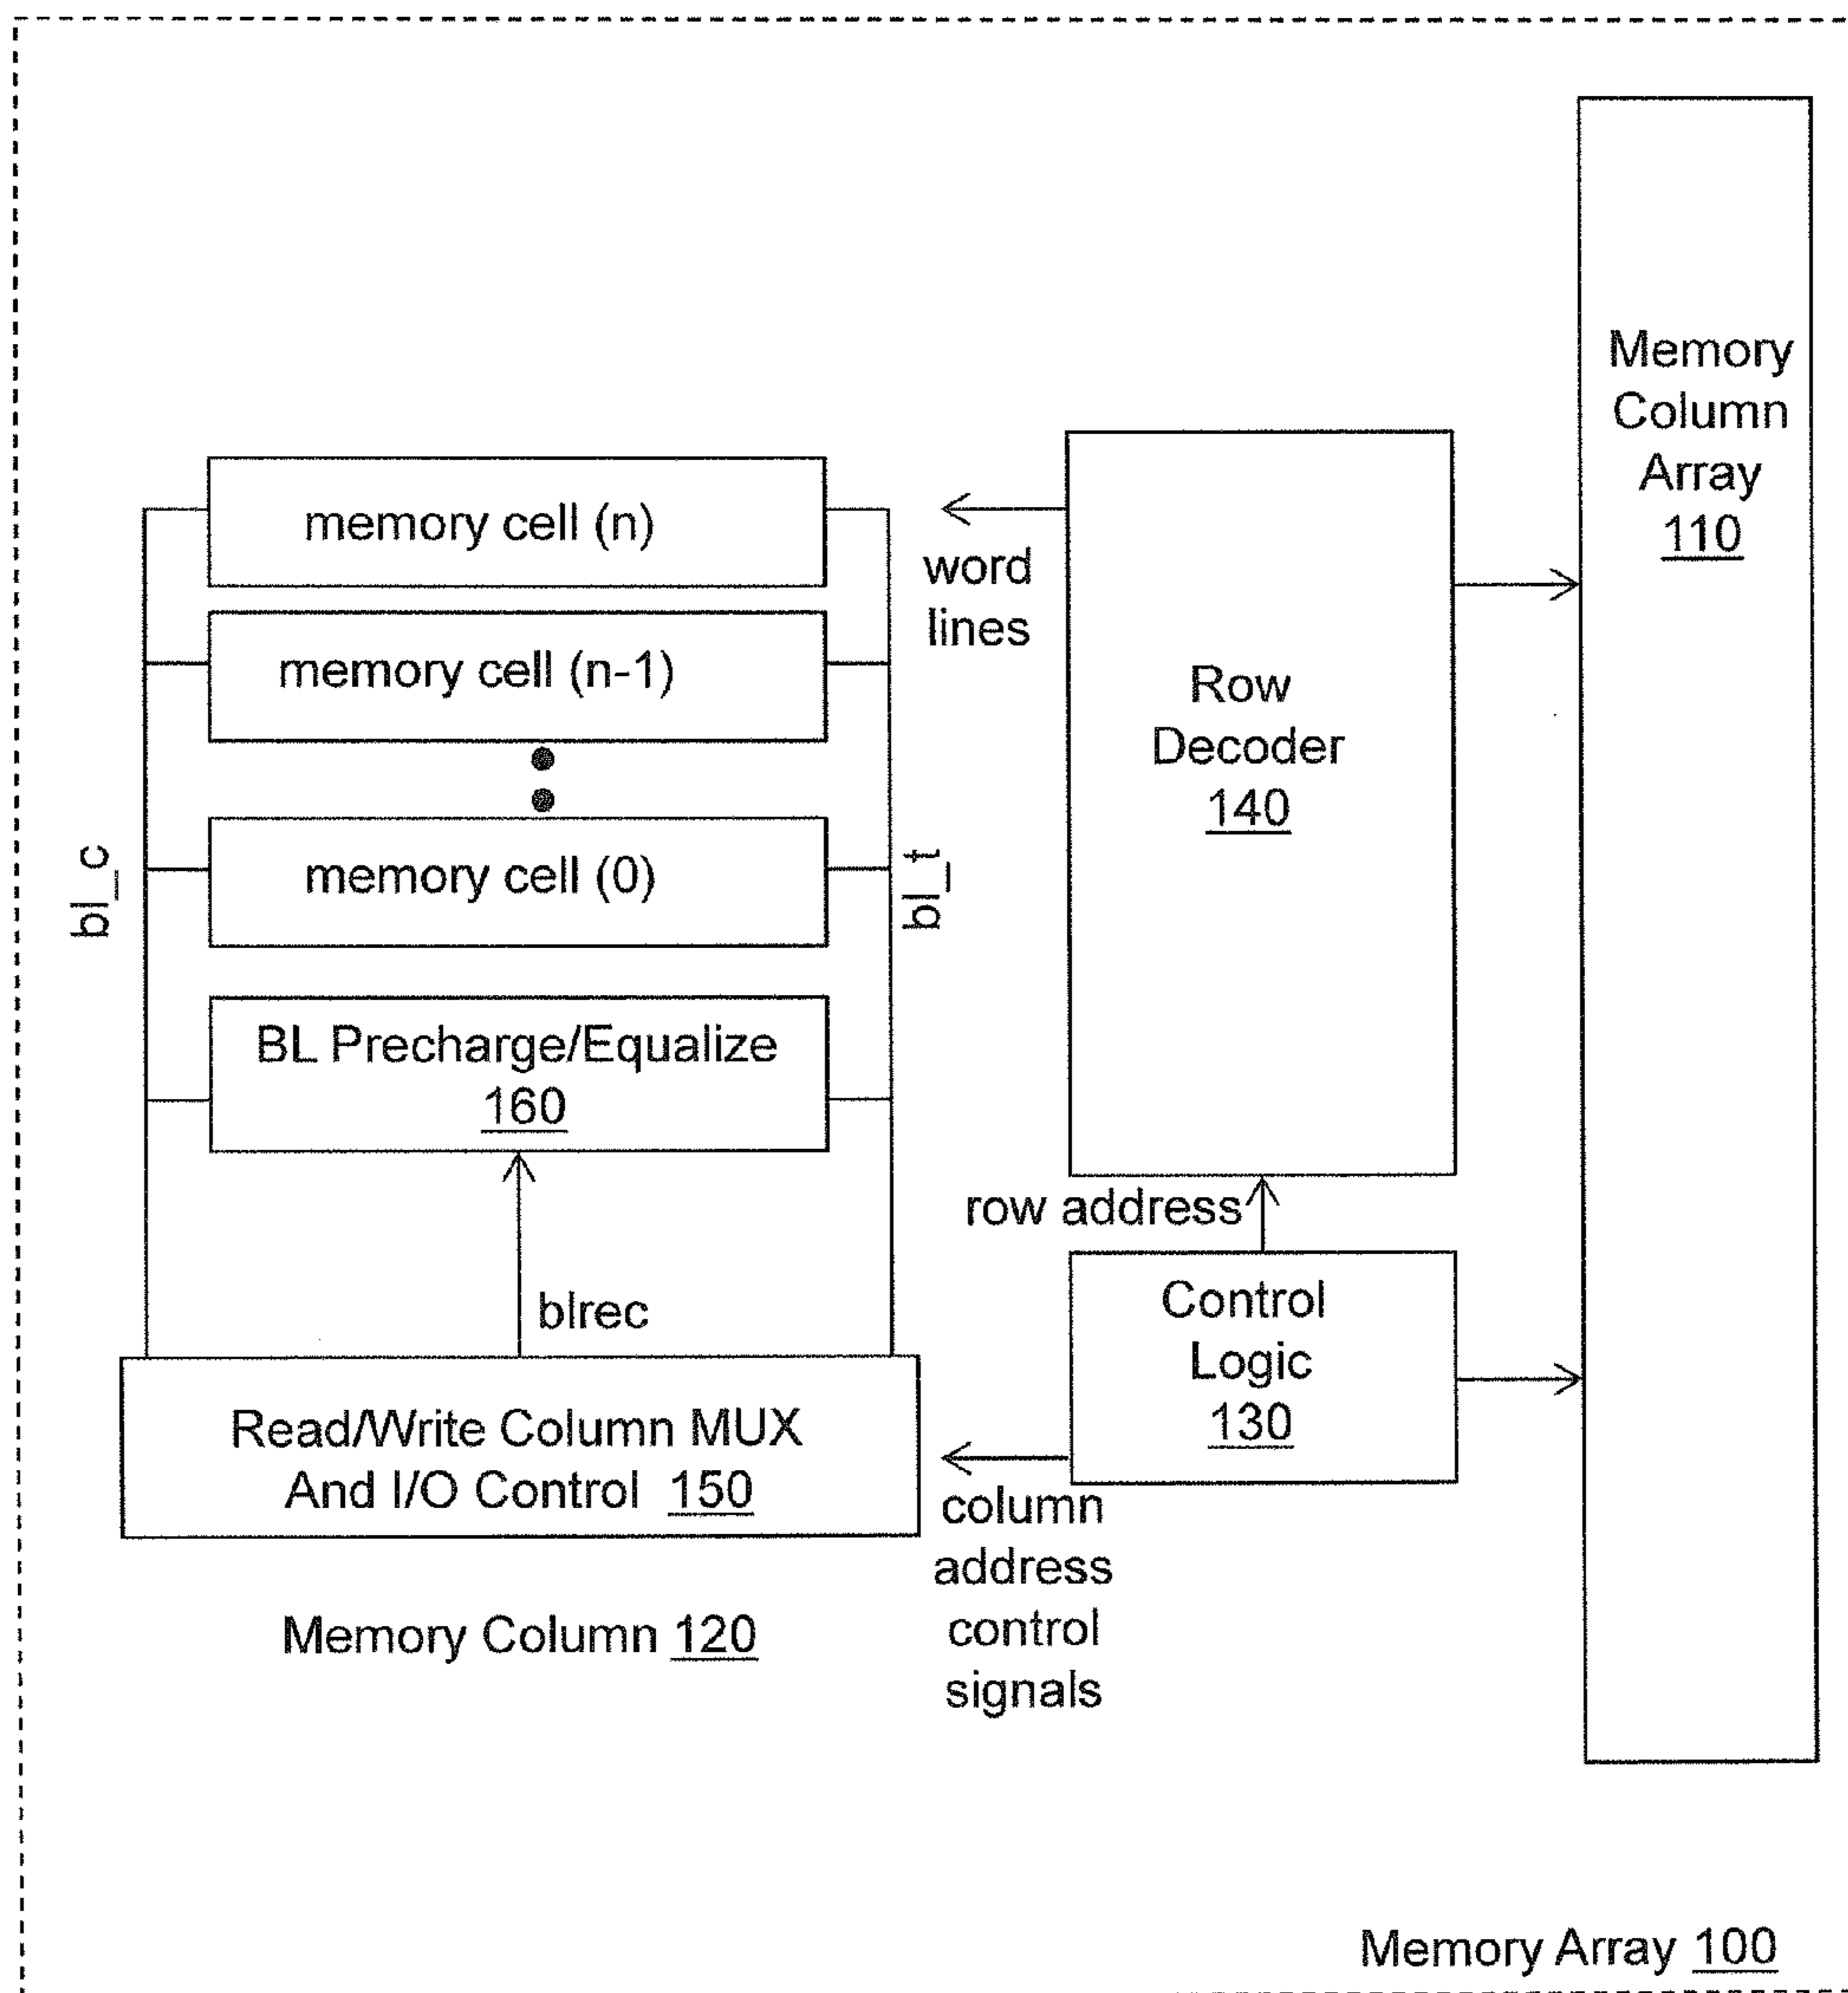 Memory
Column
Array
110
memory cell (n)
word
lines
memory cell (n-1)
Row
Decoder
140
memory cell (0)
bl_c
bl_t
BL Precharge/Equalize
160
row address
blrec
Control
Logic
130
Read/Write Column MUX
And I/O Control 150
column
address
control
signals
Memory Column 120
Memory Array 100